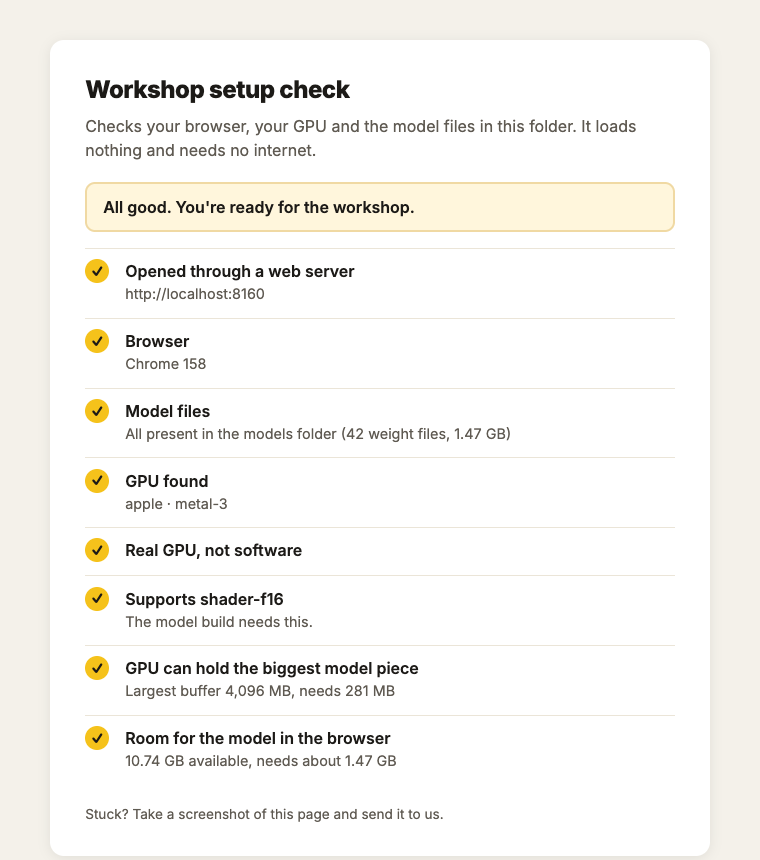 Workshop setup check
Checks your browser, your GPU and the model files in this folder. It loads
nothing and needs no internet.
All good. You're ready for the workshop.
Opened through a web server
http://localhost:8160
Browser
Chrome 158
Model files
All present in the models folder (42 weight files, 1.47 GB)
GPU found
apple · metal-3
Real GPU, not software
Supports shader-f16
The model build needs this.
GPU can hold the biggest model piece
Largest buffer 4,096 MB, needs 281 MB
Room for the model in the browser
10.74 GB available, needs about 1.47 GB
Stuck? Take a screenshot of this page and send it to us.